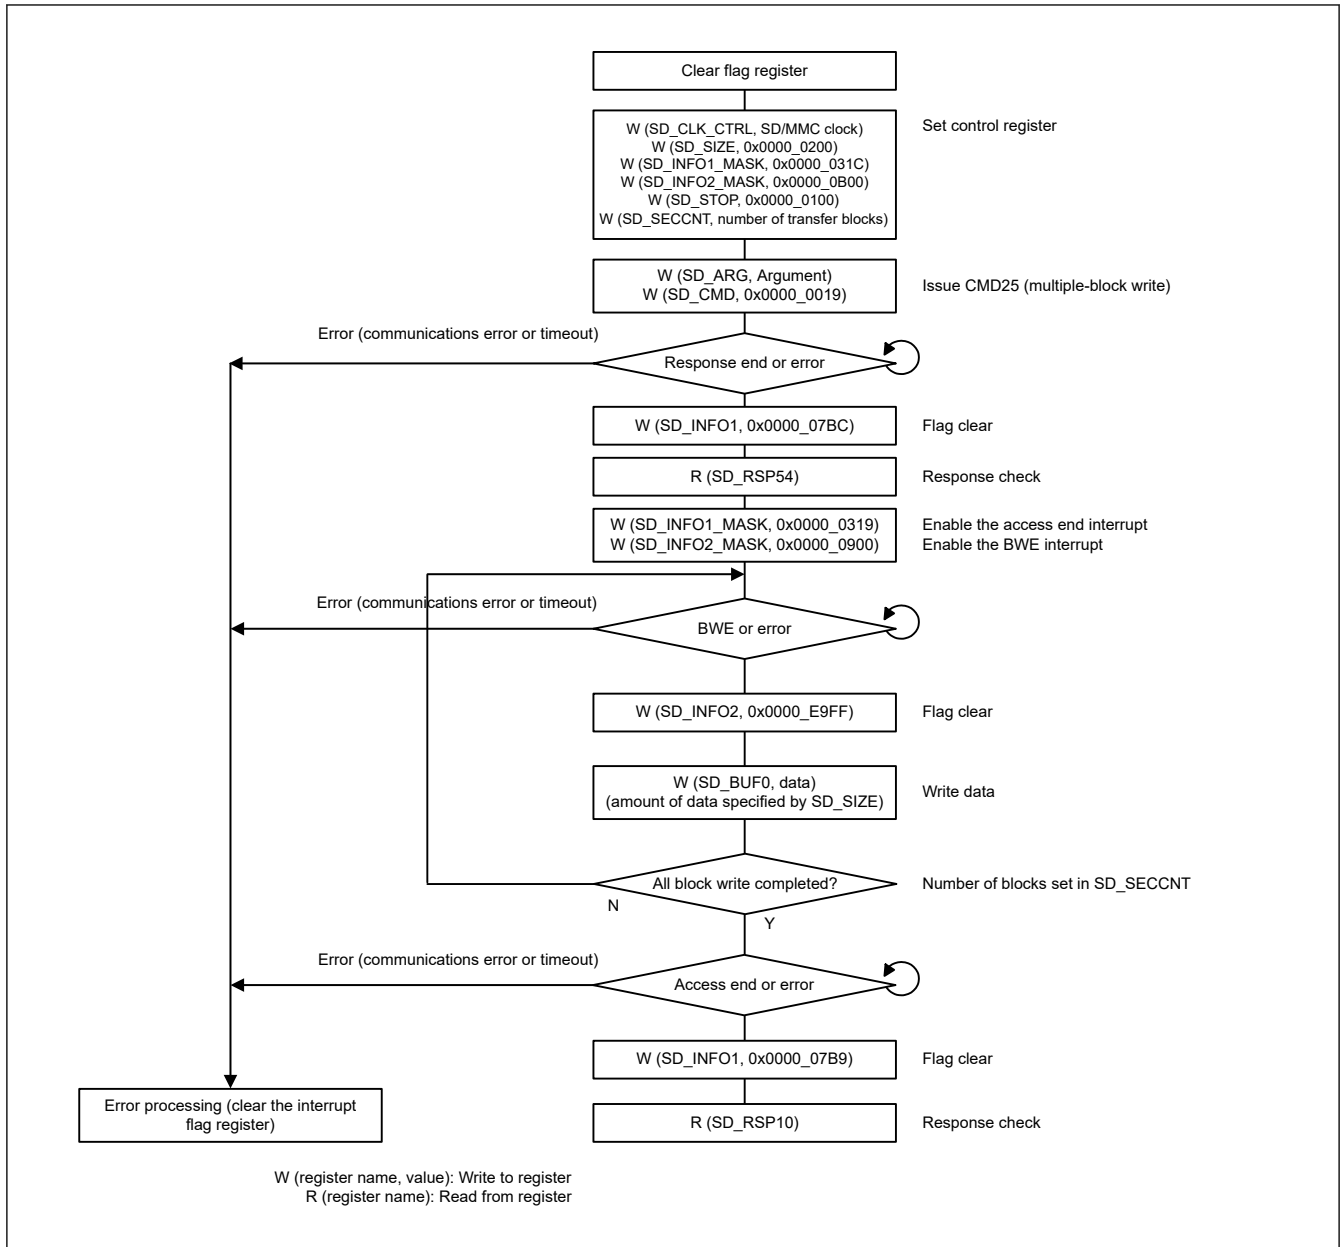 Clear flag register
W (SD_CLK_CTRL, SD/MMC clock)
Set control register
W (SD_SIZE, 0x0000_0200)
W (SD_INFO1_MASK, 0x0000_031C)
W (SD_INFO2_MASK, 0x0000_0B00)
W (SD_STOP, 0x0000_0100)
W (SD_SECCNT, number of transfer blocks)
W (SD_ARG, Argument)
W (SD_CMD, 0x0000_0019)
Issue CMD25 (multiple-block write)
Error (communications error or timeout)
Response end or error
W (SD_INFO1, 0x0000_07BC)
Flag clear
R (SD_RSP54)
Response check
W (SD_INFO1_MASK, 0x0000_0319)
Enable the access end interrupt
W (SD_INFO2_MASK, 0x0000_0900)
Enable the BWE interrupt
Error (communications error or timeout)
BWE or error
W (SD_INFO2, 0x0000_E9FF)
Flag clear
W (SD_BUF0, data)
(amount of data specified by SD_SIZE)
Write data
All block write completed?
Number of blocks set in SD_SECCNT
N
Y
Error (communications error or timeout)
Access end or error
W (SD_INFO1, 0x0000_07B9)
Flag clear
Error processing (clear the interrupt
flag register)
R (SD_RSP10)
Response check
W (register name, value): Write to register
R (register name): Read from register